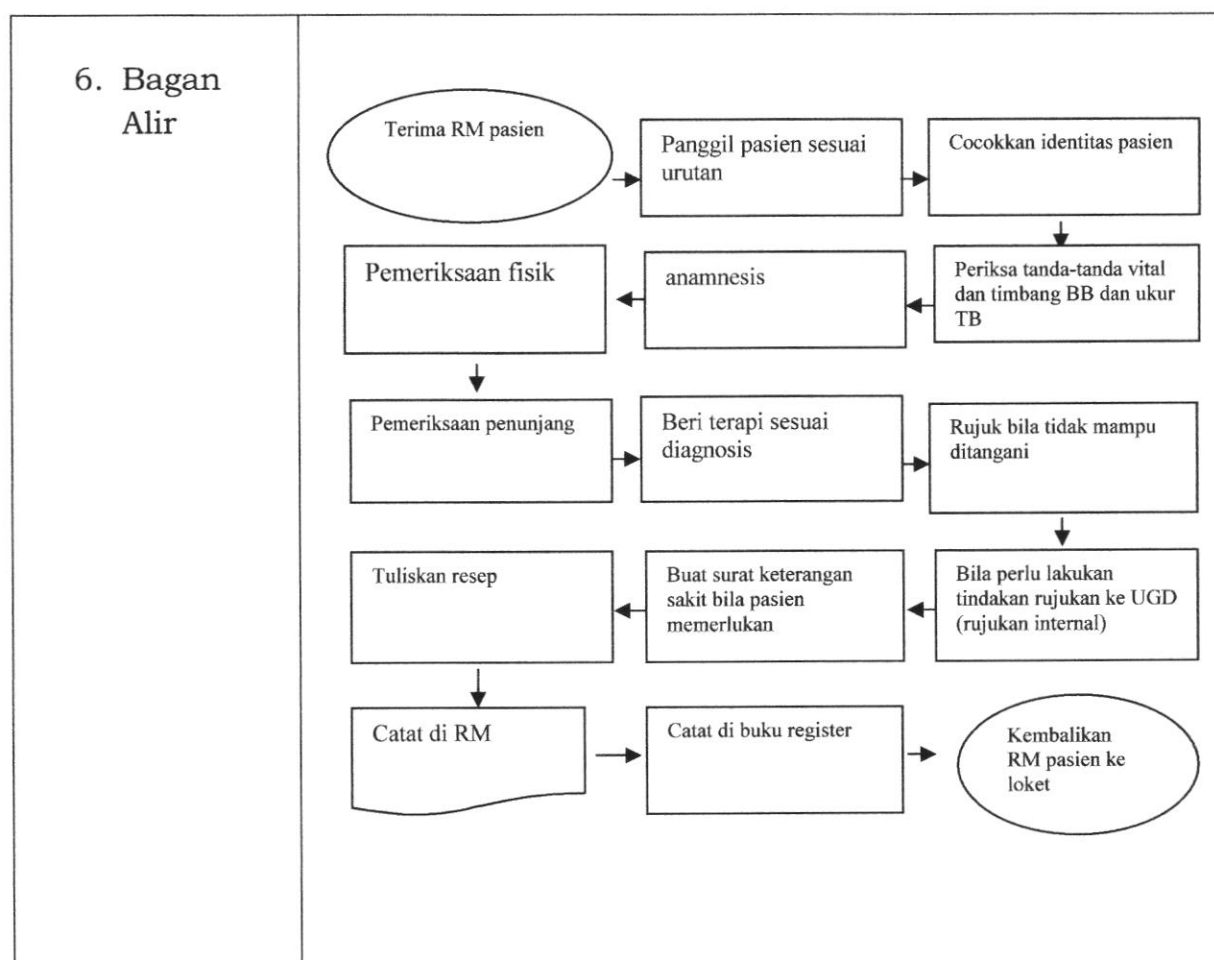 6. Bagan
Alir
Terima RM pasien
Panggil pasien sesuai
urutan
Cocokkan identitas pasien
Periksa tanda-tanda vital
dan timbang BB dan ukur
TB
anamnesis
Pemeriksaan fisik
Pemeriksaan penunjang
Beri terapi sesuai
diagnosis
Rujuk bila tidak mampu
ditangani
Bila perlu lakukan
tindakan rujukan ke UGD
(rujukan internal)
Buat surat keterangan
sakit bila pasien
memerlukan
Tuliskan resep
Catat di RM
Catat di buku register
Kembalikan
RM pasien ke
loket